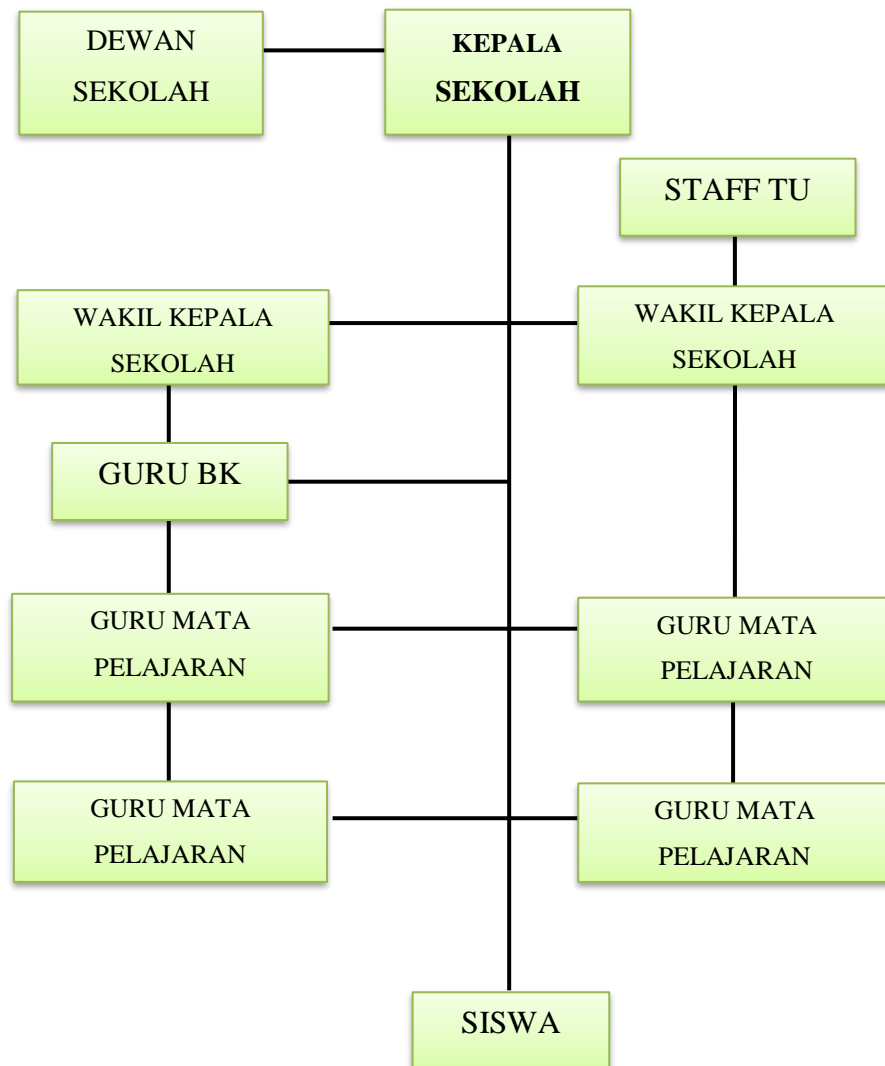 DEWAN
SEKOLAH
KEPALA
SEKOLAH
STAFF TU
WAKIL KEPALA
SEKOLAH
WAKIL KEPALA
SEKOLAH
GURU BK
GURU MATA
PELAJARAN
GURU MATA
PELAJARAN
GURU MATA
PELAJARAN
GURU MATA
PELAJARAN
SISWA